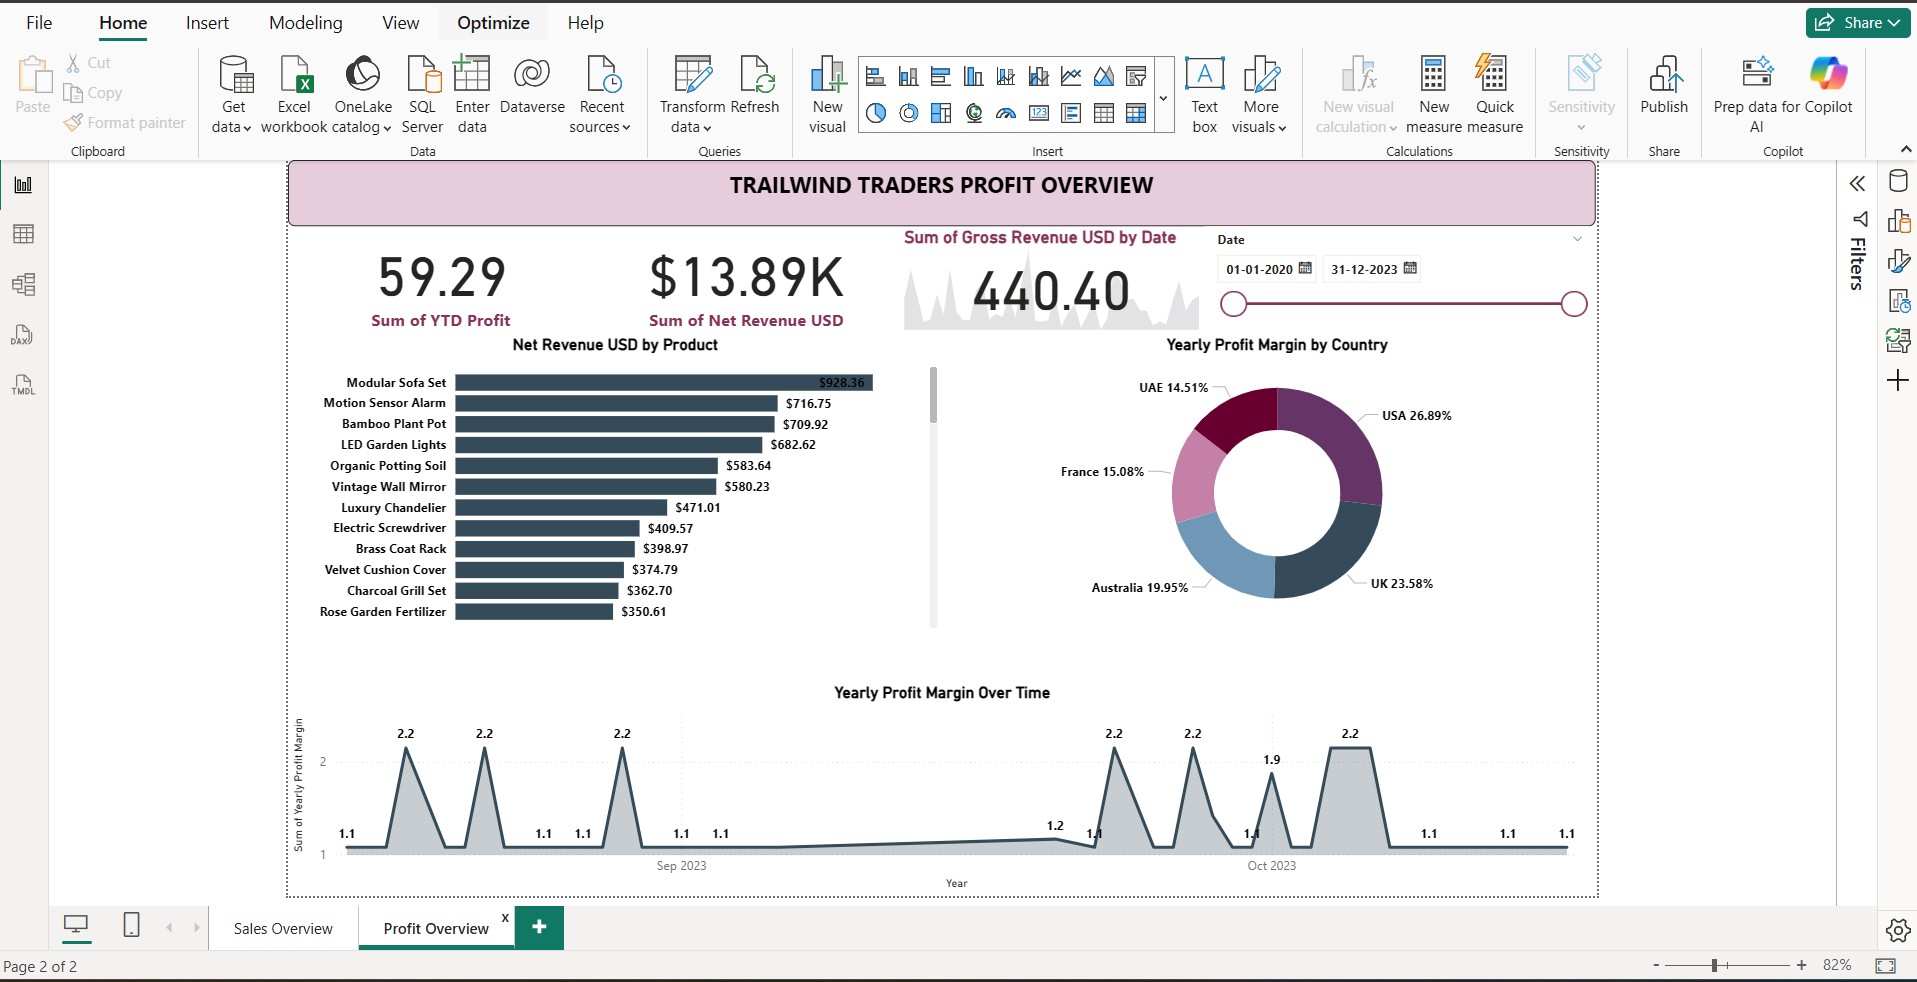 File Home Insert Modeling View Optimize Help
Share
Paste
Cut
Copy
Format painter
Clipboard
Get data
Excel workbook
OneLake catalog
SQL Server
Enter data
Dataverse
Recent sources
Data
Transform data
Refresh
Queries
New visual
123
Text box
More visuals
Insert
New visual calculation
New measure
Quick measure
Calculations
Sensitivity
Sensitivity
Publish
Share
Prep data for AI
Copilot
Copilot
DAX
TMDL
Filters
TRAILWIND TRADERS PROFIT OVERVIEW
59.29
Sum of YTD Profit
$13.89K
Sum of Net Revenue USD
Sum of Gross Revenue USD by Date
440.40
Date
01-01-2020 31-12-2023
Net Revenue USD by Product
Modular Sofa Set $928.36
Motion Sensor Alarm $716.75
Bamboo Plant Pot $709.92
LED Garden Lights $682.62
Organic Potting Soil $583.64
Vintage Wall Mirror $580.23
Luxury Chandelier $471.01
Electric Screwdriver $409.57
Brass Coat Rack $398.97
Velvet Cushion Cover $374.79
Charcoal Grill Set $362.70
Rose Garden Fertilizer $350.61
Yearly Profit Margin by Country
UAE 14.51%
USA 26.89%
France 15.08%
Australia 19.95%
UK 23.58%
Yearly Profit Margin Over Time
Sum of Yearly Profit Margin
2.2 2.2 2.2 2.2 2.2 2.2
2
1.9
1.1 1.1 1.1 1.1 1.1 1.2 1.1 1.1 1.1 1.1 1.1
1
Sep 2023 Oct 2023
Year
Sales Overview
Profit Overview x
+
Page 2 of 2
- + 82%